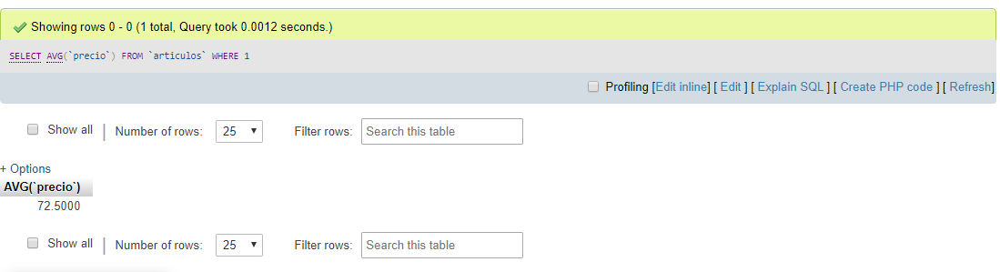 Showing rows 0 - 0 (1 total, Query took 0.0012 seconds.)
SELECT AVG(`precio`) FROM `articulos` WHERE 1
Profiling [Edit inline] [ Edit ] [ Explain SQL ] [ Create PHP code ] [ Refresh]
Show all | Number of rows: 25 Filter rows: Search this table
+ Options
AVG(`precio`)
72.5000
Show all | Number of rows: 25 Filter rows: Search this table